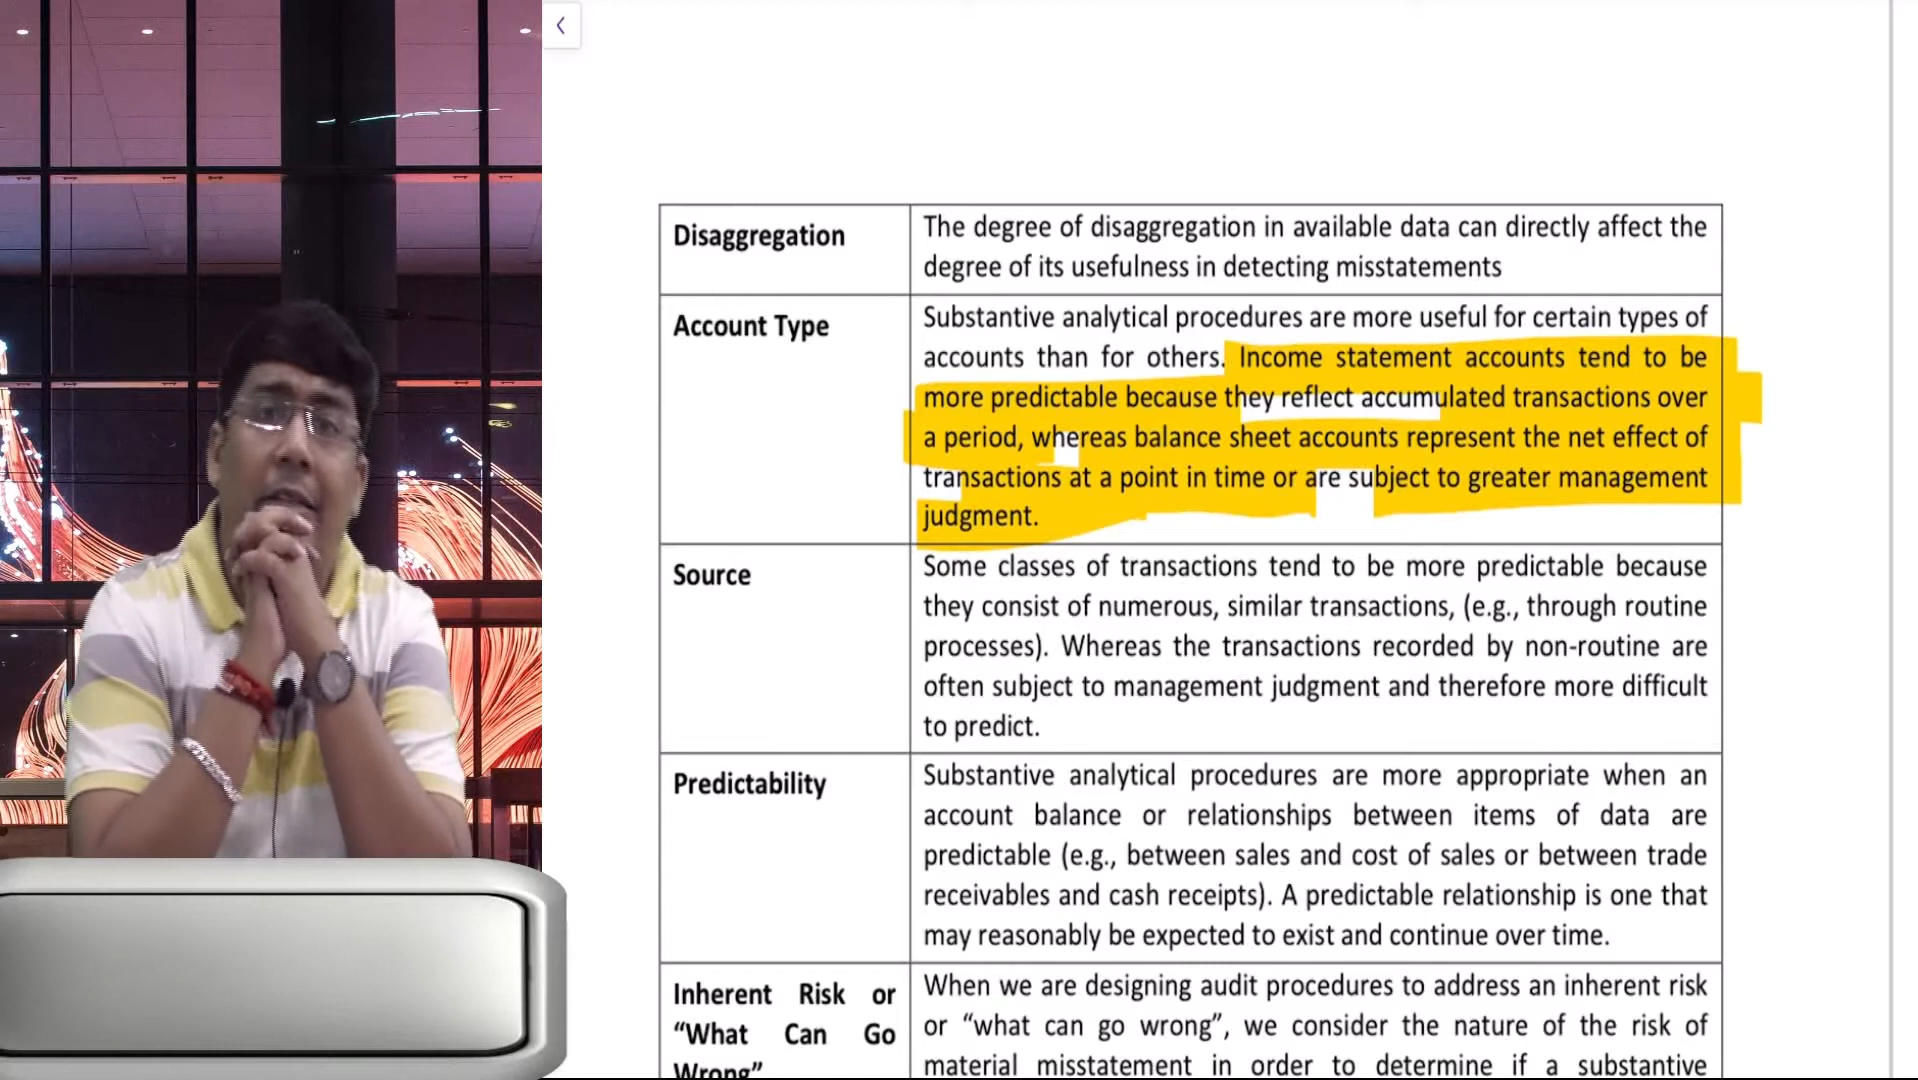 Disaggregation
The degree of disaggregation in available data can directly affect the
degree of its usefulness in detecting misstatements
Account Type
Substantive analytical procedures are more useful for certain types of
accounts than for others. Income statement accounts tend to be
more predictable because they reflect accumulated transactions over
a period, whereas balance sheet accounts represent the net effect of
transactions at a point in time or are subject to greater management
judgment.
Source
Some classes of transactions tend to be more predictable because
they consist of numerous, similar transactions, (e.g., through routine
processes). Whereas the transactions recorded by non-routine are
often subject to management judgment and therefore more difficult
to predict.
Predictability
Substantive analytical procedures are more appropriate when an
account balance or relationships between items of data are
predictable (e.g., between sales and cost of sales or between trade
receivables and cash receipts). A predictable relationship is one that
may reasonably be expected to exist and continue over time.
Inherent Risk or
“What Can Go
Wrong”
When we are designing audit procedures to address an inherent risk
or “what can go wrong”, we consider the nature of the risk of
material misstatement in order to determine if a substantive